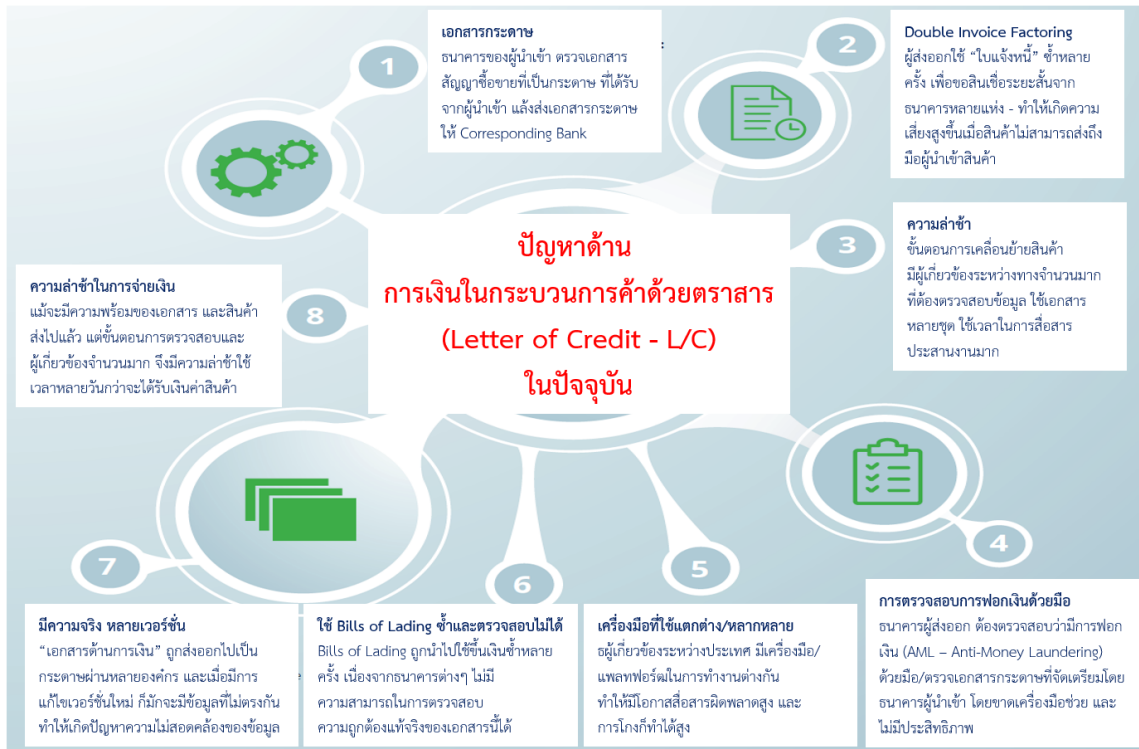 ปัญหาด้าน
การเงินในกระบวนการค้าด้วยตราสาร
(Letter of Credit - L/C)
ในปัจจุบัน
1
เอกสารกระดาษ
ธนาคารของผู้นำเข้า ตรวจเอกสาร
สัญญาซื้อขายที่เป็นกระดาษ ที่ได้รับ
จากผู้นำเข้า แล้งส่งเอกสารกระดาษ
ให้ Corresponding Bank
2
Double Invoice Factoring
ผู้ส่งออกใช้ “ใบแจ้งหนี้” ซ้ำหลาย
ครั้ง เพื่อขอสินเชื่อระยะสั้นจาก
ธนาคารหลายแห่ง - ทำให้เกิดความ
เสี่ยงสูงขึ้นเมื่อสินค้าไม่สามารถส่งถึง
มือผู้นำเข้าสินค้า
3
ความล่าช้า
ขั้นตอนการเคลื่อนย้ายสินค้า
มีผู้เกี่ยวข้องระหว่างทางจำนวนมาก
ที่ต้องตรวจสอบข้อมูล ใช้เอกสาร
หลายชุด ใช้เวลาในการสื่อสาร
ประสานงานมาก
4
การตรวจสอบการฟอกเงินด้วยมือ
ธนาคารผู้ส่งออก ต้องตรวจสอบว่ามีการฟอก
เงิน (AML – Anti-Money Laundering)
ด้วยมือ/ตรวจเอกสารกระดาษที่จัดเตรียมโดย
ธนาคารผู้นำเข้า โดยขาดเครื่องมือช่วย และ
ไม่มีประสิทธิภาพ
5
เครื่องมือที่ใช้แตกต่าง/หลากหลาย
ธผู้เกี่ยวข้องระหว่างประเทศ มีเครื่องมือ/
แพลทฟอร์ฒในการทำงานต่างกัน
ทำให้มีโอกาสสื่อสารผิดพลาดสูง และ
การโกงก็ทำได้สูง
6
ใช้ Bills of Lading ซ้ำและตรวจสอบไม่ได้
Bills of Lading ถูกนำไปใช้ขึ้นเงินซ้ำหลาย
ครั้ง เนื่องจากธนาคารต่างๆ ไม่มี
ความสามารถในการตรวจสอบ
ความถูกต้องแท้จริงของเอกสารนี้ได้
7
มีความจริง หลายเวอร์ชั่น
“เอกสารด้านการเงิน” ถูกส่งออกไปเป็น
กระดาษผ่านหลายองค์กร และเมื่อมีการ
แก้ไขเวอร์ชั่นใหม่ ก็มักจะมีข้อมูลที่ไม่ตรงกัน
ทำให้เกิดปัญหาความไม่สอดคล้องของข้อมูล
8
ความล่าช้าในการจ่ายเงิน
แม้จะมีความพร้อมของเอกสาร และสินค้า
ส่งไปแล้ว แต่ขั้นตอนการตรวจสอบและ
ผู้เกี่ยวข้องจำนวนมาก จึงมีความล่าช้าใช้
เวลาหลายวันกว่าจะได้รับเงินค่าสินค้า